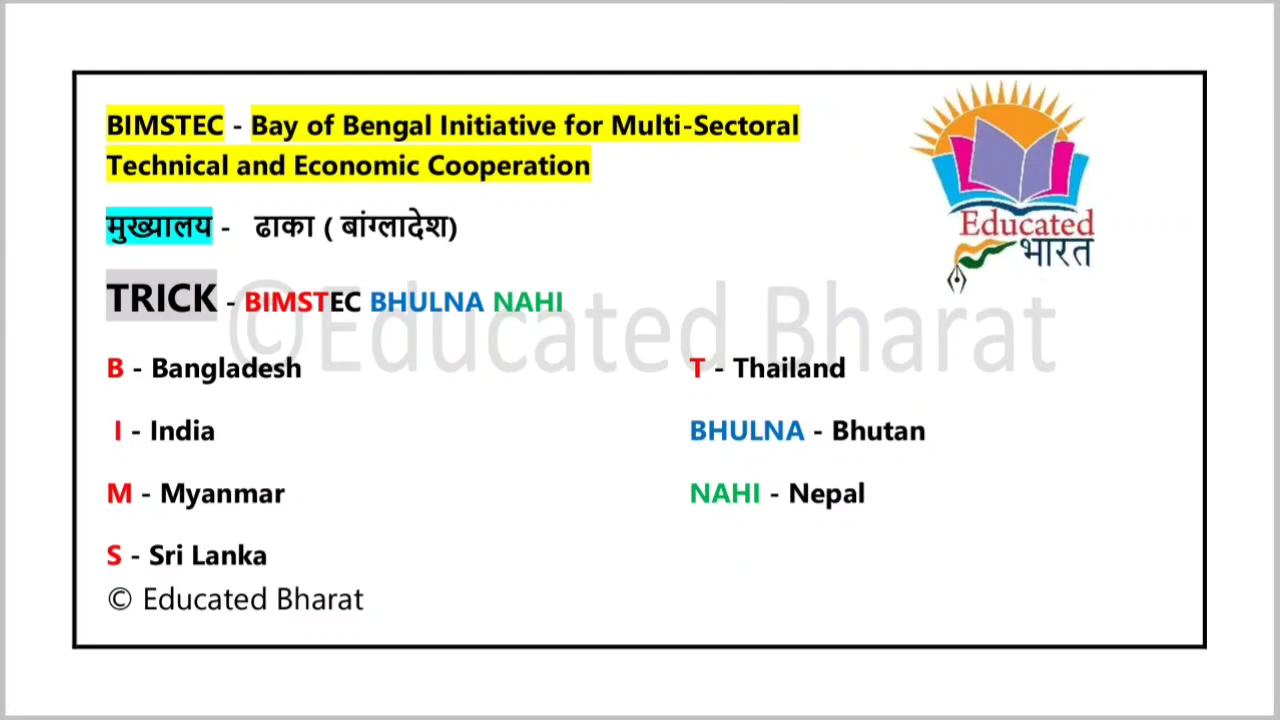 BIMSTEC - Bay of Bengal Initiative for Multi-Sectoral
Technical and Economic Cooperation
मुख्यालय - ढाका ( बांग्लादेश)
TRICK - BIMSTEC BHULNA NAHI
B - Bangladesh
I - India
M - Myanmar
S - Sri Lanka
T - Thailand
BHULNA - Bhutan
NAHI - Nepal
© Educated Bharat
Educated
भारत
©Educated Bharat